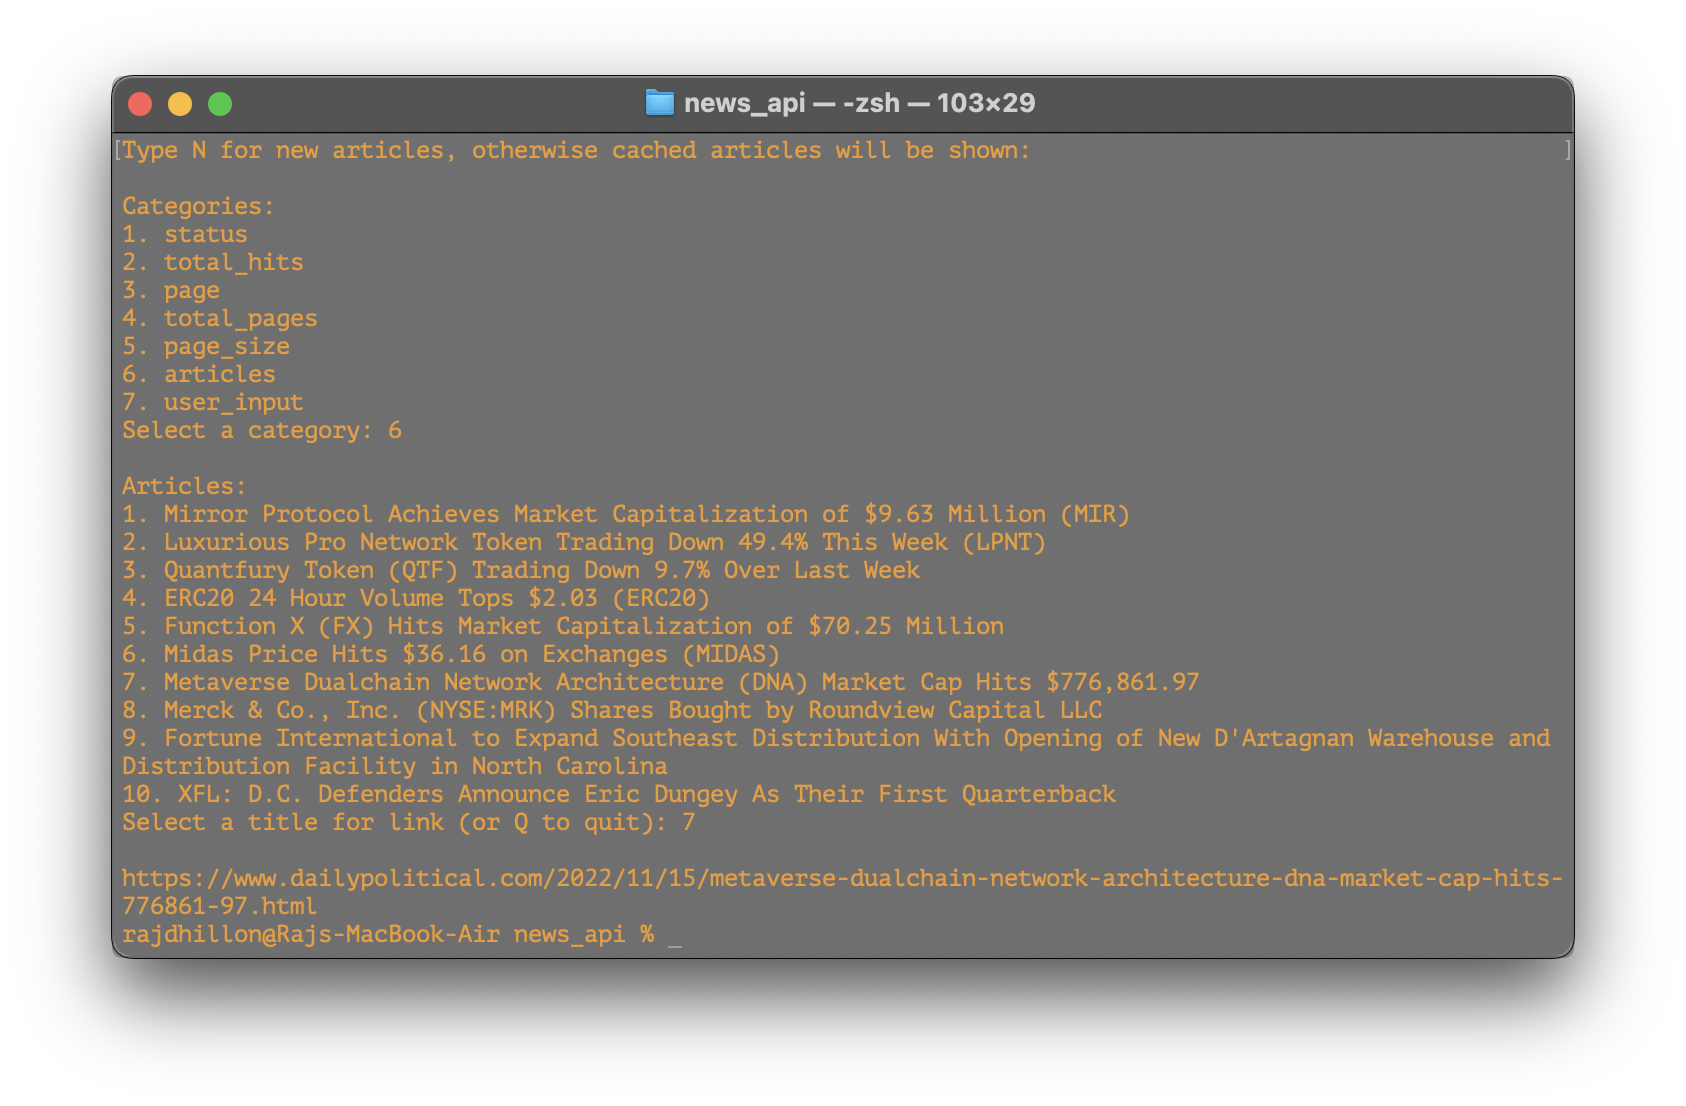 news_api — -zsh — 103×29
[Type N for new articles, otherwise cached articles will be shown: ]
Categories:
1. status
2. total_hits
3. page
4. total_pages
5. page_size
6. articles
7. user_input
Select a category: 6
Articles:
1. Mirror Protocol Achieves Market Capitalization of $9.63 Million (MIR)
2. Luxurious Pro Network Token Trading Down 49.4% This Week (LPNT)
3. Quantfury Token (QTF) Trading Down 9.7% Over Last Week
4. ERC20 24 Hour Volume Tops $2.03 (ERC20)
5. Function X (FX) Hits Market Capitalization of $70.25 Million
6. Midas Price Hits $36.16 on Exchanges (MIDAS)
7. Metaverse Dualchain Network Architecture (DNA) Market Cap Hits $776,861.97
8. Merck & Co., Inc. (NYSE:MRK) Shares Bought by Roundview Capital LLC
9. Fortune International to Expand Southeast Distribution With Opening of New D'Artagnan Warehouse and
Distribution Facility in North Carolina
10. XFL: D.C. Defenders Announce Eric Dungey As Their First Quarterback
Select a title for link (or Q to quit): 7
https://www.dailypolitical.com/2022/11/15/metaverse-dualchain-network-architecture-dna-market-cap-hits-
776861-97.html
rajdhillon@Rajs-MacBook-Air news_api % _